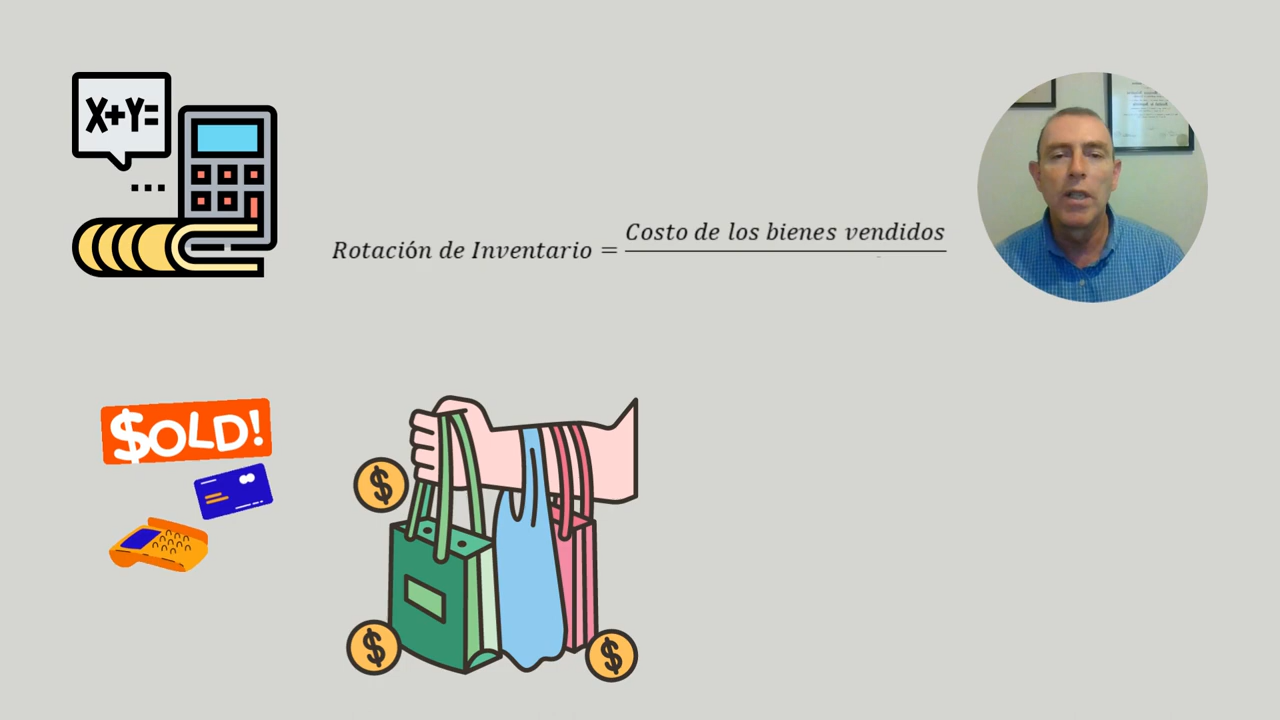 X+Y=
Rotación de Inventario = Costo de los bienes vendidos
$OLD!
$
$
$